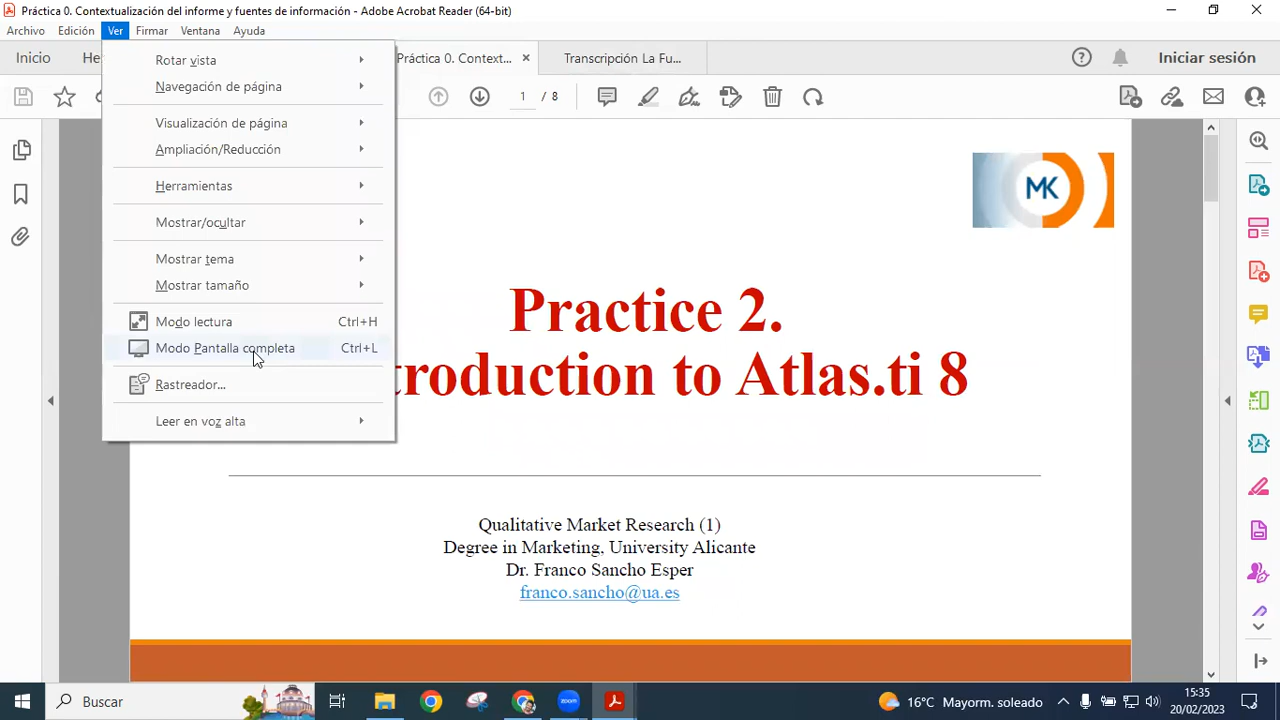 Práctica 0. Contextualización del informe y fuentes de información - Adobe Acrobat Reader (64-bit)
Archivo Edición Ver Firmar Ventana Ayuda
Inicio He Práctica 0. Context... × Transcripción La Fu... Iniciar sesión
1 / 8
Rotar vista
Navegación de página
Visualización de página
Ampliación/Reducción
Herramientas
Mostrar/ocultar
Mostrar tema
Mostrar tamaño
Modo lectura Ctrl+H
Modo Pantalla completa Ctrl+L
Rastreador...
Leer en voz alta
MK
Practice 2.
troduction to Atlas.ti 8
Qualitative Market Research (1)
Degree in Marketing, University Alicante
Dr. Franco Sancho Esper
franco.sancho@ua.es
Buscar
zoom
16°C Mayorm. soleado
15:35
20/02/2023